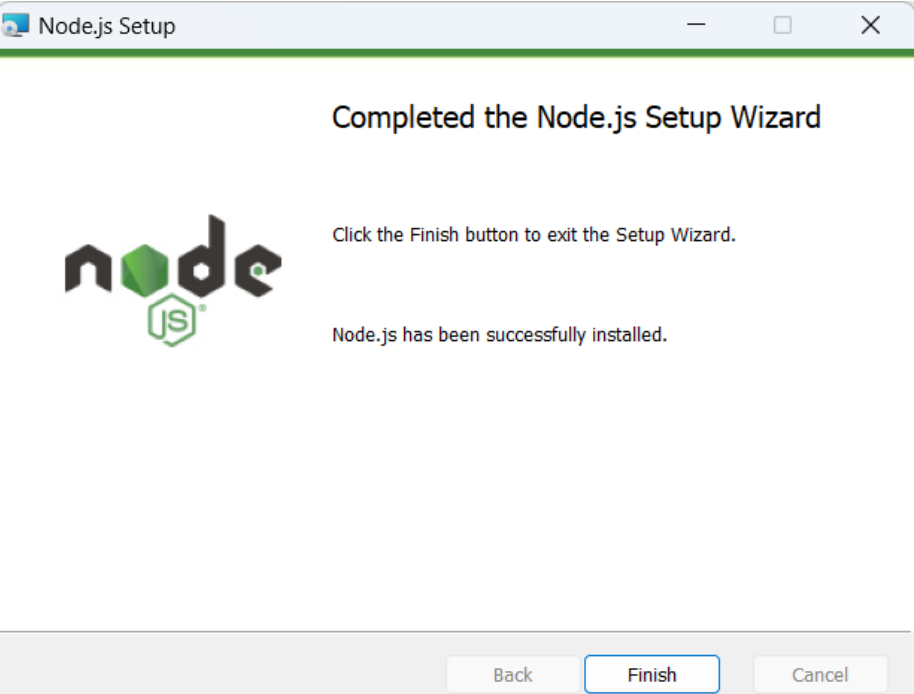 Node.js Setup
Completed the Node.js Setup Wizard
Click the Finish button to exit the Setup Wizard.
node
JS®
Node.js has been successfully installed.
Back
Finish
Cancel